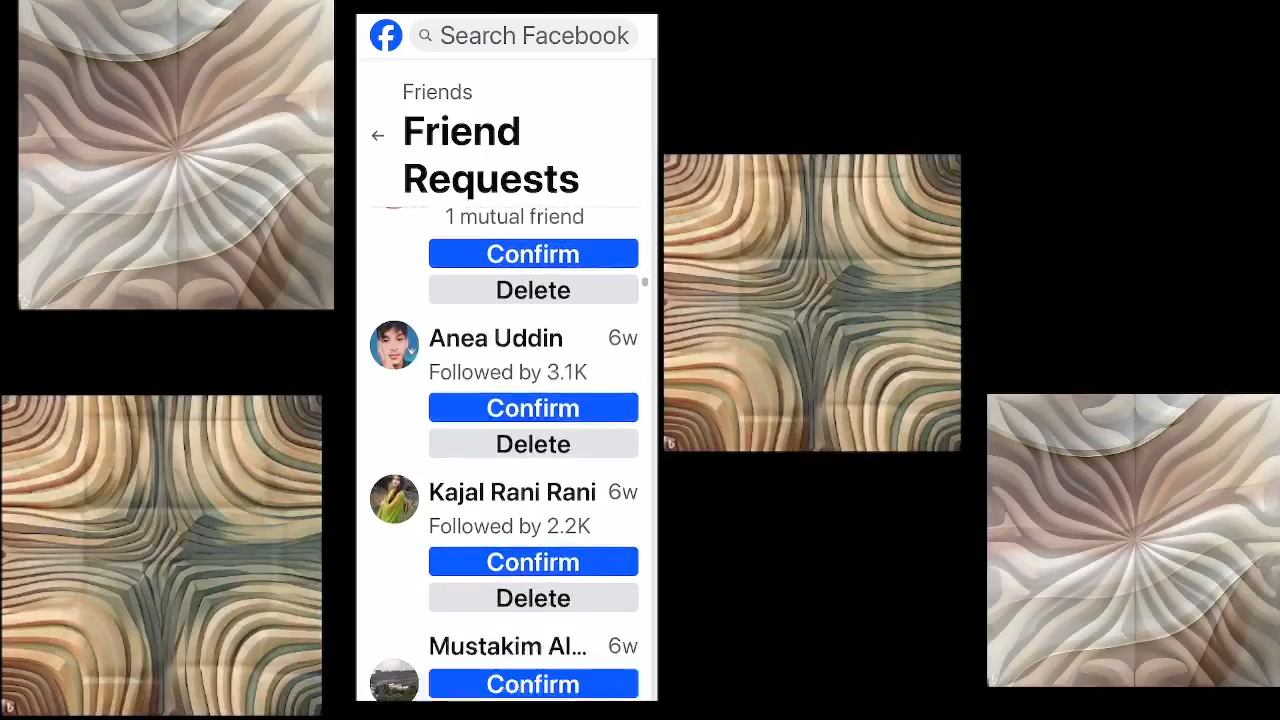 Search Facebook
Friends
Friend
Requests
1 mutual friend
Confirm
Delete
Anea Uddin 6w
Followed by 3.1K
Confirm
Delete
Kajal Rani Rani 6w
Followed by 2.2K
Confirm
Delete
Mustakim Al... 6w
Confirm